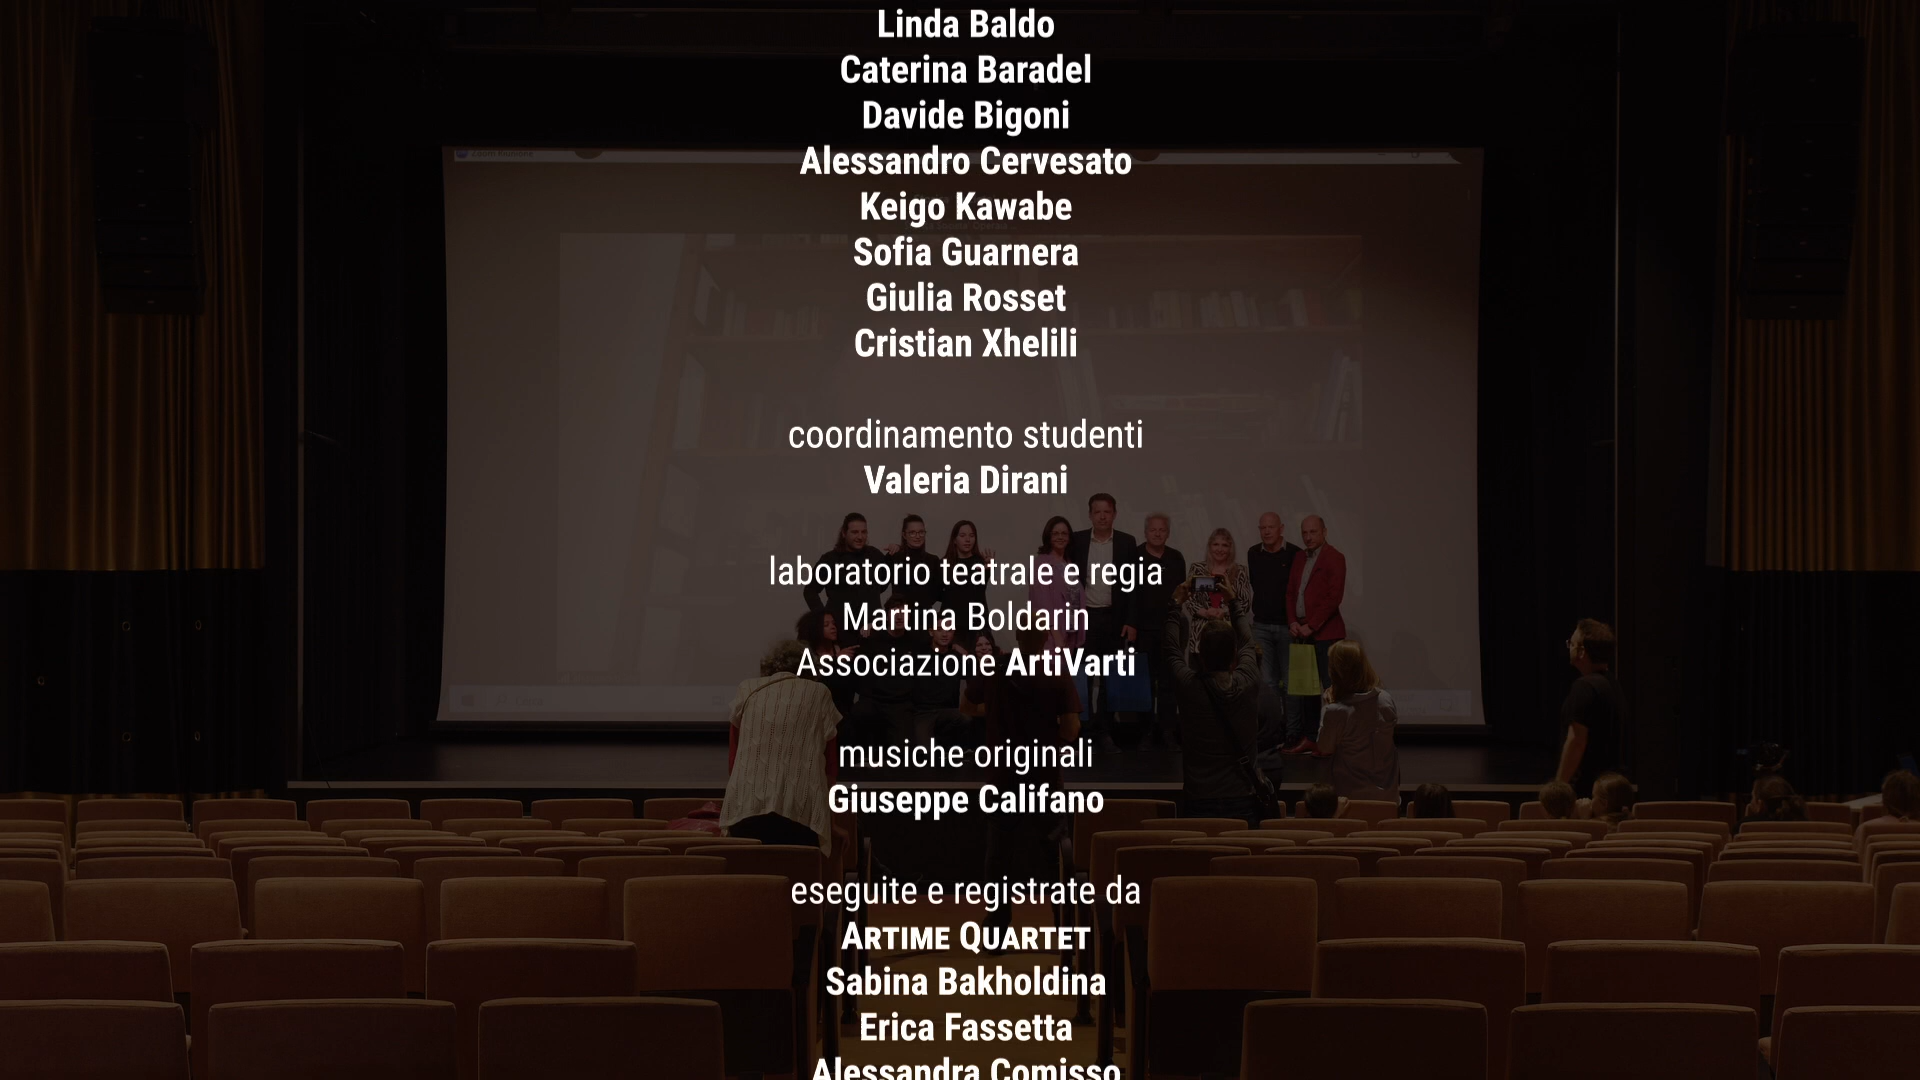 Linda Baldo
Caterina Baradel
Davide Bigoni
Alessandro Cervesato
Keigo Kawabe
Sofia Guarnera
Giulia Rosset
Cristian Xhelili
coordinamento studenti
Valeria Dirani
laboratorio teatrale e regia
Martina Boldarin
Associazione ArtiVarti
musiche originali
Giuseppe Califano
eseguite e registrate da
ARTIME QUARTET
Sabina Bakholdina
Erica Fassetta
Alessandra Comisso